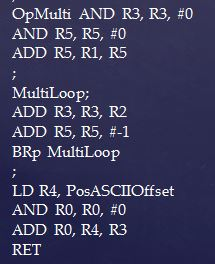 OpMulti AND R3, R3, #0
AND R5, R5, #0
ADD R5, R1, R5
;
MultiLoop;
ADD R3, R3, R2
ADD R5, R5, #-1
BRp MultiLoop
;
LD R4, PosASCIIOffset
AND R0, R0, #0
ADD R0, R4, R3
RET